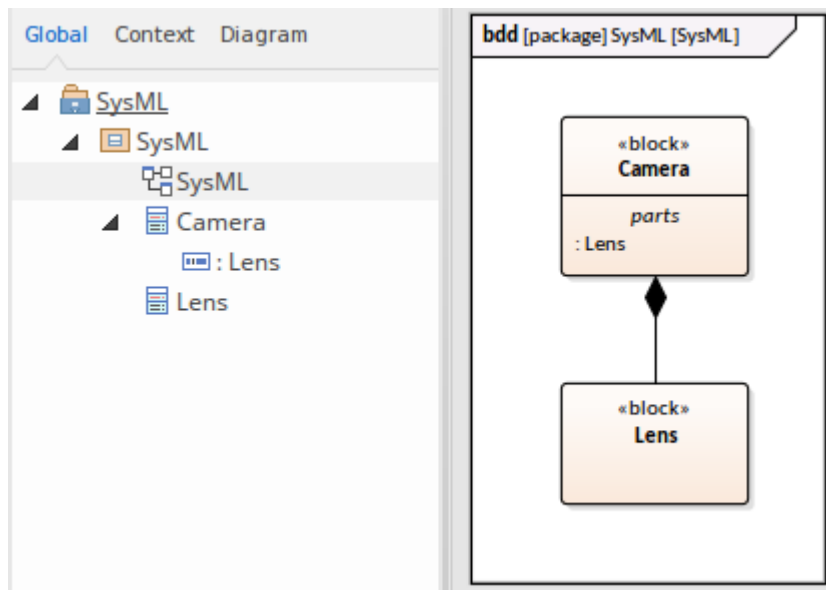 Global Context Diagram
SysML
SysML
SysML
Camera
: Lens
Lens
bdd [package] SysML [SysML]
«block»
Camera
parts
: Lens
«block»
Lens